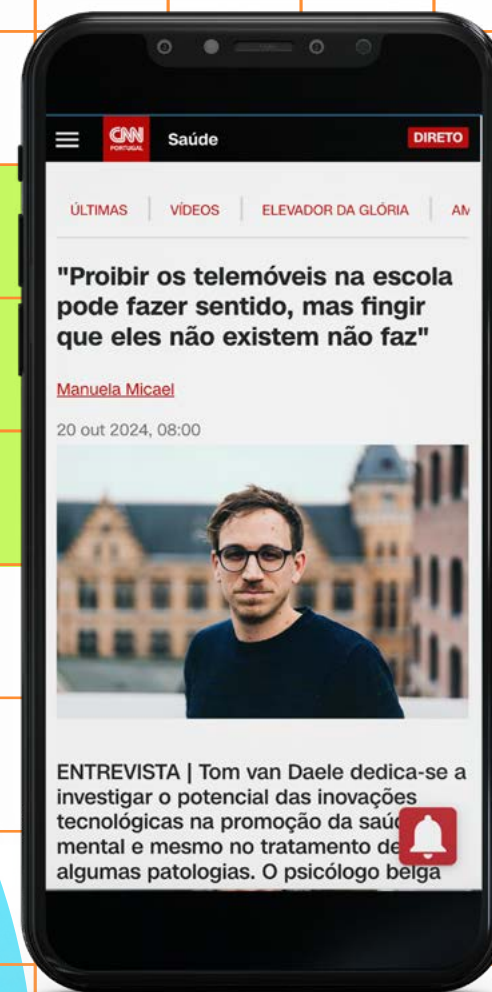 CNN
PORTUGAL
Saúde
DIRETO
ÚLTIMAS
VÍDEOS
ELEVADOR DA GLÓRIA
"Proibir os telemóveis na escola
pode fazer sentido, mas fingir
que eles não existem não faz"
Manuela Micael
20 out 2024, 08:00
ENTREVISTA | Tom van Daele dedica-se a
investigar o potencial das inovações
tecnológicas na promoção da
mental e mesmo no tratamento de
algumas patologias. O psicólogo belga